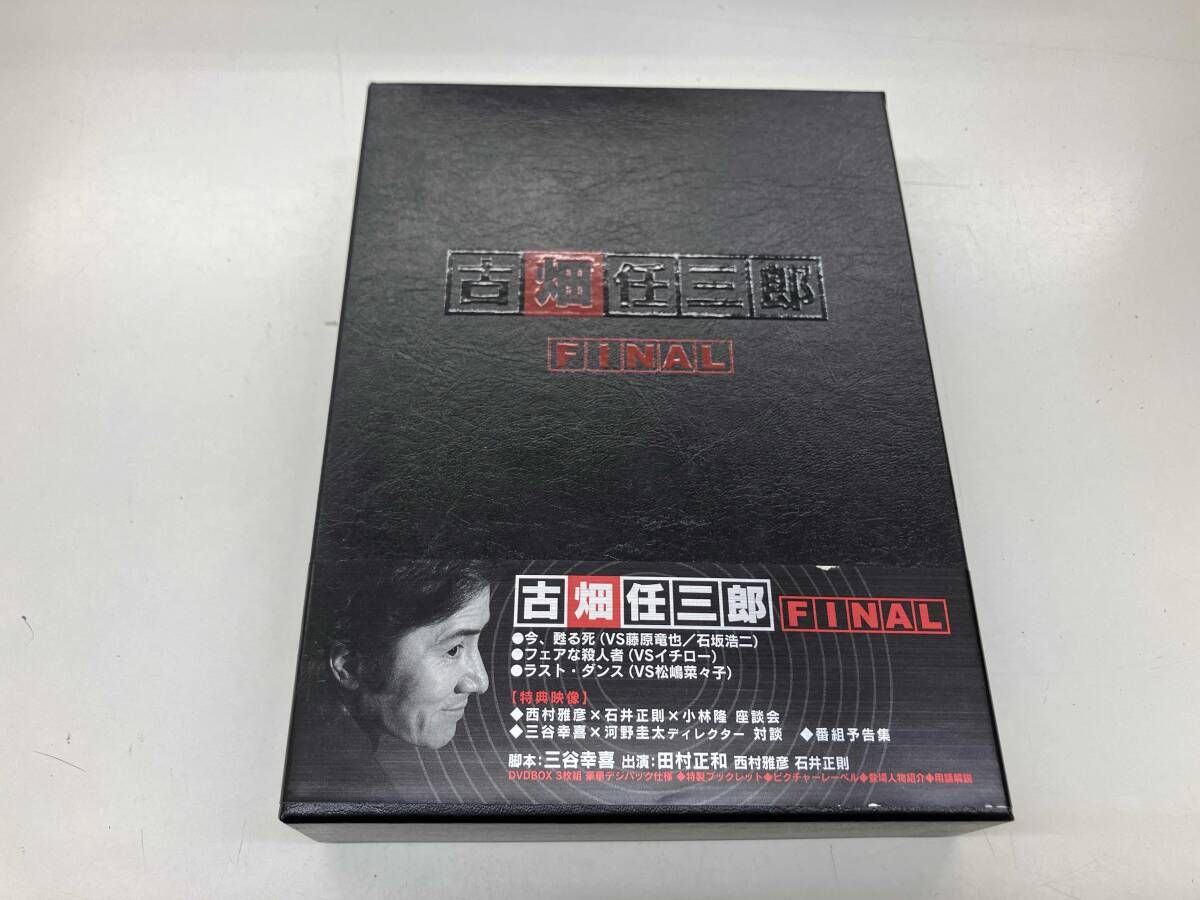 古畑任三郎
FINAL
古畑任三郎 FINAL
●今、甦る死(VS藤原竜也/石坂浩二)
●フェアな殺人者(VSイチロー)
●ラスト・ダンス(VS松嶋菜々子)
【特典映像】
◆西村雅彦×石井正則×小林隆 座談会
◆三谷幸喜×河野圭太ディレクター 対談 ◆番組予告集
脚本:三谷幸喜 出演:田村正和 西村雅彦 石井正則
DVDBOX 3枚組 豪華デジパック仕様 ◆特製ブックレット◆ピクチャーレーベル◆登場人物紹介◆用語解説